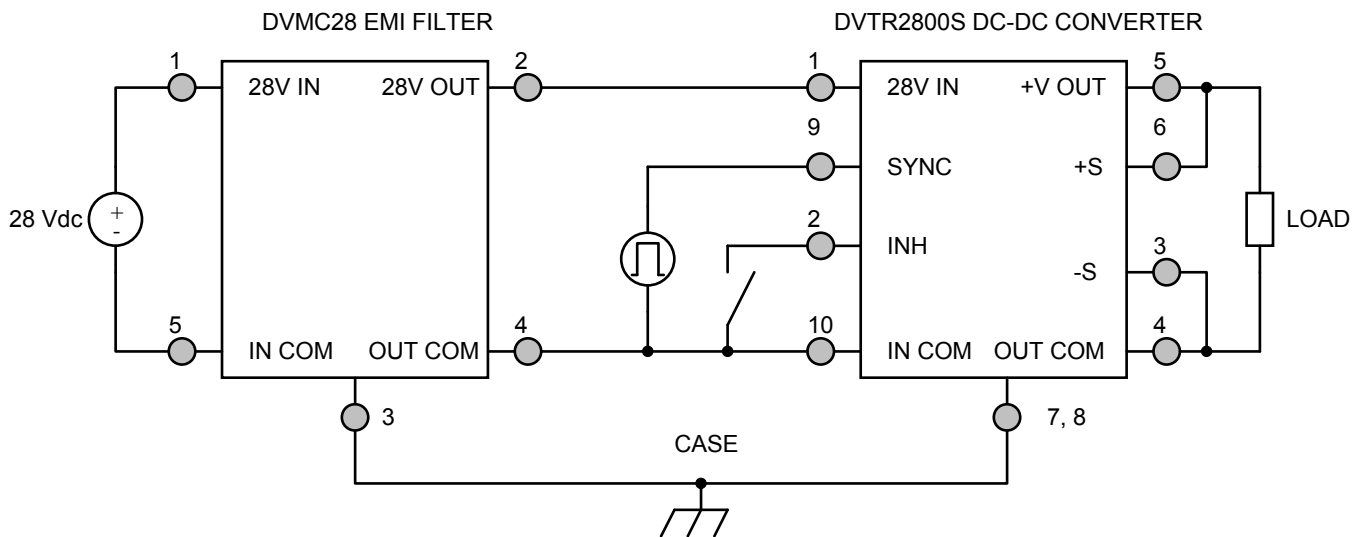 DVMC28 EMI FILTER
DVTR2800S DC-DC CONVERTER
1
2
1
5
28V IN
28V OUT
28V IN
+V OUT
9
6
SYNC
+S
28 Vdc
+
-
2
3
LOAD
INH
-S
5
4
10
4
IN COM
OUT COM
IN COM
OUT COM
3
7, 8
CASE